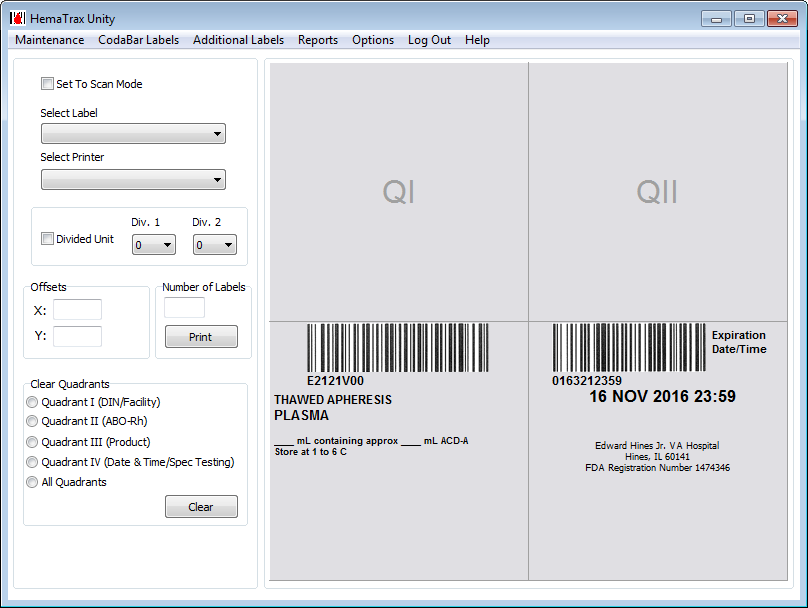 HemaTrax Unity
Maintenance CodaBar Labels Additional Labels Reports Options Log Out Help
Set To Scan Mode
Select Label
Select Printer
Divided Unit
Div. 1 Div. 2
0 0
Offsets
X:
Y:
Number of Labels
Print
Clear Quadrants
Quadrant I (DIN/Facility)
Quadrant II (ABO-Rh)
Quadrant III (Product)
Quadrant IV (Date & Time/Spec Testing)
All Quadrants
Clear
QI
QII
E2121V00
THAWED APHERESIS
PLASMA
____ mL containing approx ____ mL ACD-A
Store at 1 to 6 C
Expiration
Date/Time
0163212359
16 NOV 2016 23:59
Edward Hines Jr. VA Hospital
Hines, IL 60141
FDA Registration Number 1474346